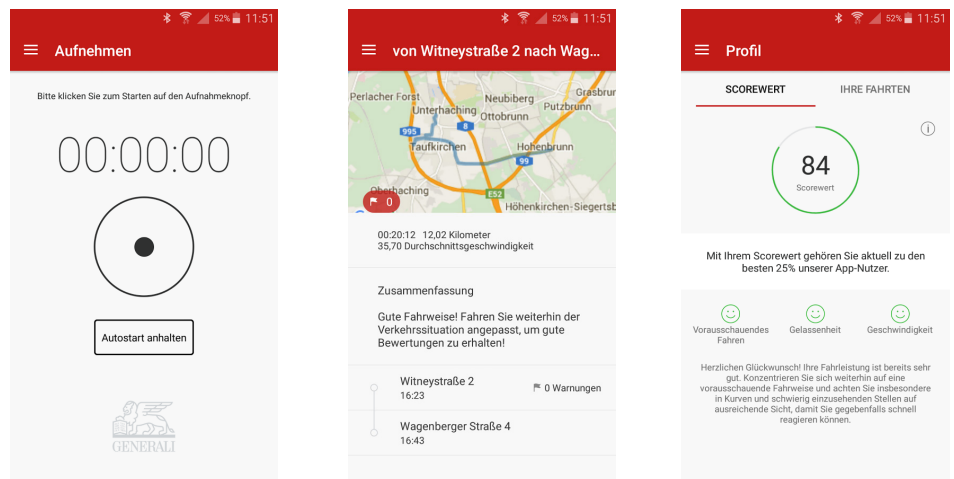 52% 11:51
Aufnehmen
Bitte klicken Sie zum Starten auf den Aufnahmeknopf.
00:00:00
Autostart anhalten
GENERALI
52% 11:51
von Witneystraße 2 nach Wag...
Perlacher Forst
Neubiberg
Grasbrun
Putzbrunn
Unterhaching
Ottobrunn
8
995
Taufkirchen
Hohenbrunn
99
Oberhaching
E52
0
Höhenkirchen-Siegertsb
00:20:12 12,02 Kilometer
35,70 Durchschnittsgeschwindigkeit
Zusammenfassung
Gute Fahrweise! Fahren Sie weiterhin der
Verkehrssituation angepasst, um gute
Bewertungen zu erhalten!
Witneystraße 2
16:23
0 Warnungen
Wagenberger Straße 4
16:43
52% 11:51
Profil
SCOREWERT IHRE FAHRTEN
84
Scorewert
Mit Ihrem Scorewert gehören Sie aktuell zu den
besten 25% unserer App-Nutzer.
Vorausschauendes
Fahren
Gelassenheit
Geschwindigkeit
Herzlichen Glückwunsch! Ihre Fahrleistung ist bereits sehr
gut. Konzentrieren Sie sich weiterhin auf eine
vorausschauende Fahrweise und achten Sie insbesondere
in Kurven und schwierig einzusehenden Stellen auf
ausreichende Sicht, damit Sie gegebenfalls schnell
reagieren können.